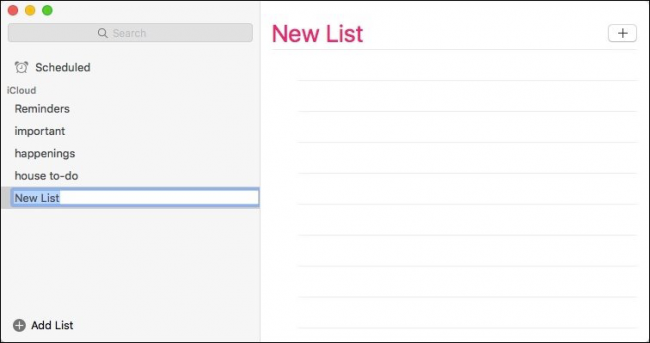 Search
Scheduled
iCloud
Reminders
important
happenings
house to-do
New List
Add List
New List
+